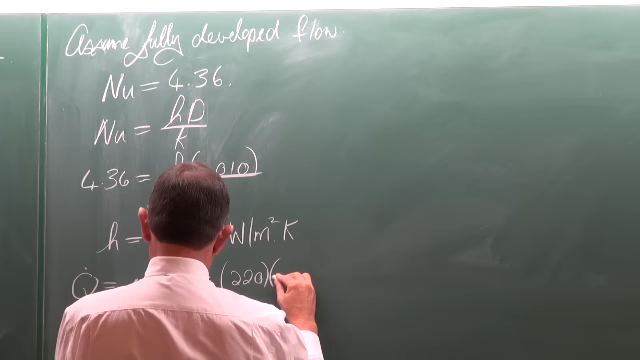 Assume fully developed flow.
Nu = 4.36.
Nu = hD
k
4.36 = h( .010)
h = W/m² K
Q̇ = (220)(